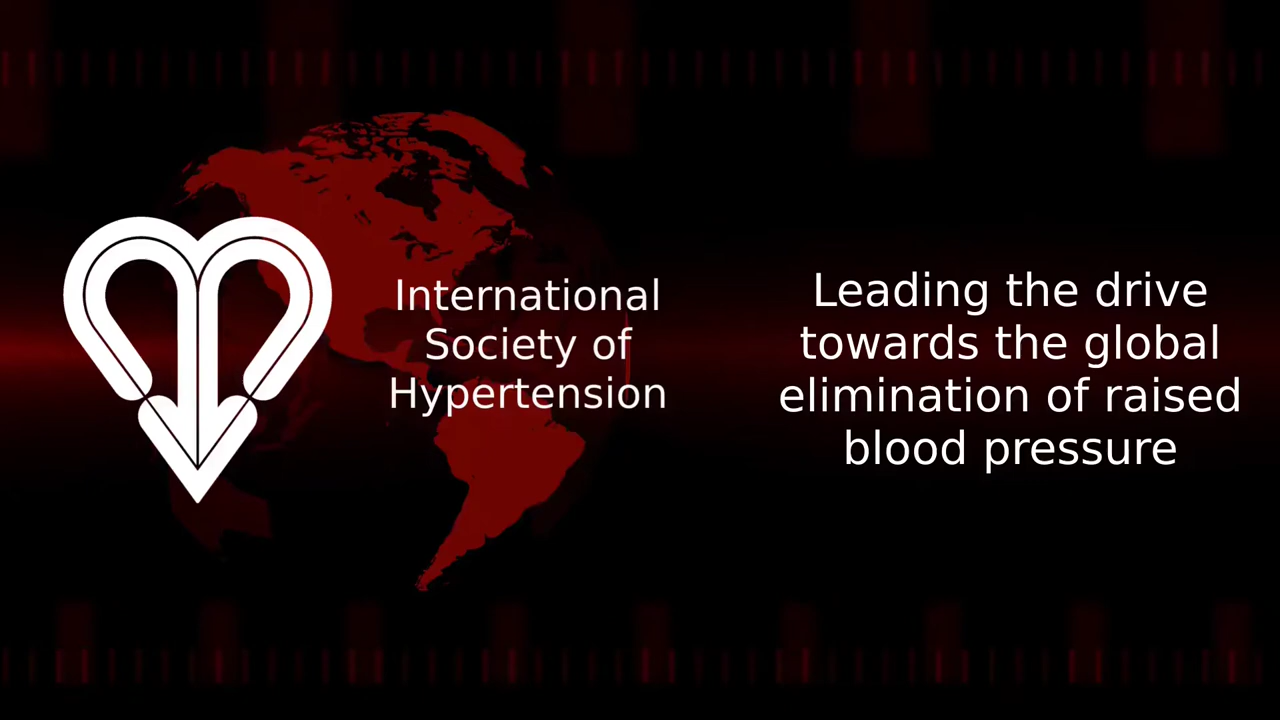 International
Society of
Hypertension
Leading the drive
towards the global
elimination of raised
blood pressure